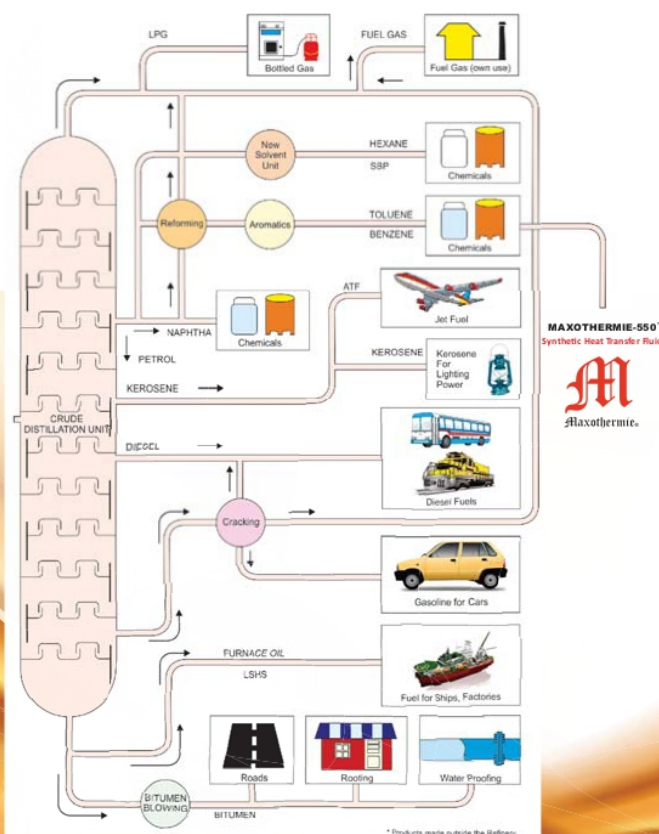 LPG
FUEL GAS
Bottled Gas
Fuel Gas (own use)
New
Solvent
Unit
HEXANE
SBP
Chemicals
Reforming
Aromatics
TOLUENE
BENZENE
Chemicals
ATF
Jet Fuel
NAPHTHA
Chemicals
PETROL
KEROSENE
KEROSENE
Kerosene
For
Lighting
Power
MAXOTHERMIE-550
Synthetic Heat Transfer Fluid
M
Maxothermie
CRUDE
DISTILLATION UNIT
DIESEL
Diesel Fuels
Cracking
Gasoline for Cars
FURNACE OIL
LSHS
Fuel for Ships, Factories
Roads
Rooting
Water Proofing
BITUMEN
BLOWING
BITUMEN
* Products made outside the Refinery